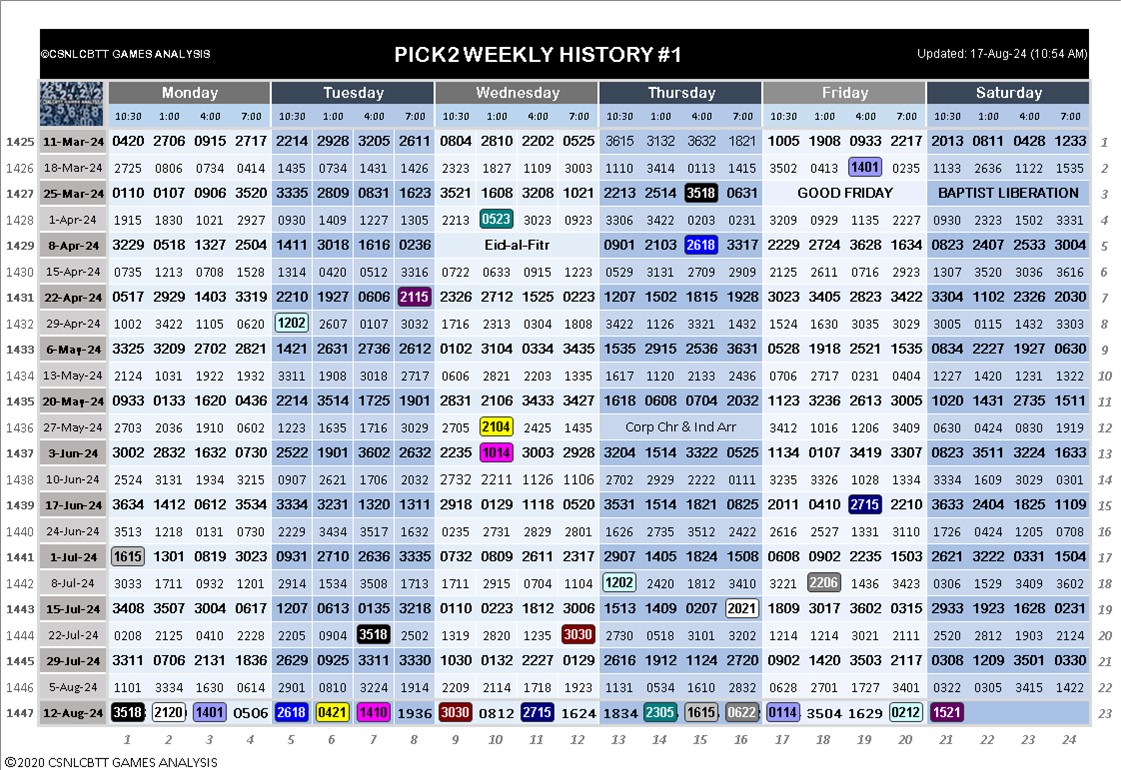 ©CSNLCBTT GAMES ANALYSIS PICK2 WEEKLY HISTORY #1 Updated: 17-Aug-24 (10:54 AM)
Monday Tuesday Wednesday Thursday Friday Saturday
10:30 1:00 4:00 7:00 10:30 1:00 4:00 7:00 10:30 1:00 4:00 7:00 10:30 1:00 4:00 7:00 10:30 1:00 4:00 7:00 10:30 1:00 4:00 7:00
1425 11-Mar-24 0420 2706 0915 2717 2214 2928 3205 2611 0804 2810 2202 0525 3615 3132 3632 1821 1005 1908 0933 2217 2013 0811 0428 1233 1
1426 18-Mar-24 2725 0806 0734 0414 1435 0734 1431 1426 2323 1827 1109 3003 1110 3414 0113 1415 3502 0413 1401 0235 1133 2636 1122 1535 2
1427 25-Mar-24 0110 0107 0906 3520 3335 2809 0831 1623 3521 1608 3208 1021 2213 2514 3518 0631 GOOD FRIDAY BAPTIST LIBERATION 3
1428 1-Apr-24 1915 1830 1021 2927 0930 1409 1227 1305 2213 0523 3023 0923 3306 3422 0203 0231 3209 0929 1135 2227 0930 2323 1502 3331 4
1429 8-Apr-24 3229 0518 1327 2504 1411 3018 1616 0236 Eid-al-Fitr 0901 2103 2618 3317 2229 2724 3628 1634 0823 2407 2533 3004 5
1430 15-Apr-24 0735 1213 0708 1528 1314 0420 0512 3316 0722 0633 0915 1223 0529 3131 2709 2909 2125 2611 0716 2923 1307 3520 3036 3616 6
1431 22-Apr-24 0517 2929 1403 3319 2210 1927 0606 2115 2326 2712 1525 0223 1207 1502 1815 1928 3023 3405 2823 3422 3304 1102 2326 2030 7
1432 29-Apr-24 1002 3422 1105 0620 1202 2607 0107 3032 1716 2313 0304 1808 3422 1126 3321 1432 1524 1630 3035 3029 3005 0115 1432 3303 8
1433 6-May-24 3325 3209 2702 2821 1421 2631 2736 2612 0102 3104 0334 3435 1535 2915 2536 3631 0528 1918 2521 1535 0834 2227 1927 0630 9
1434 13-May-24 2124 1031 1922 1932 3311 1908 3018 2717 0606 2821 2203 1335 1617 1120 2133 2436 0706 2717 0231 0404 1227 1420 1231 1322 10
1435 20-May-24 0933 0133 1620 0436 2214 3514 1725 1901 2831 2106 3433 3427 1618 0608 0704 2032 1123 3236 2613 3005 1020 1431 2735 1511 11
1436 27-May-24 2703 2036 1910 0602 1223 1635 1716 3029 2705 2104 2425 1435 Corp Chr & Ind Arr 3412 1016 1206 3409 0630 0424 0830 1919 12
1437 3-Jun-24 3002 2832 1632 0730 2522 1901 3602 2632 2235 1014 3003 2928 3204 1514 3322 0525 1134 0107 3419 3307 0823 3511 3224 1633 13
1438 10-Jun-24 2524 3131 1934 3215 0907 2621 1706 2032 2732 2211 1126 1106 2702 2929 2222 0111 3235 3326 1028 1334 3334 1609 3029 0301 14
1439 17-Jun-24 3634 1412 0612 3534 3334 3231 1320 1311 2918 0129 1118 0520 3531 1514 1821 0825 2011 0410 2715 2210 3633 2404 1825 1109 15
1440 24-Jun-24 3513 1218 0131 0730 2229 3434 3517 1632 0235 2731 2829 2801 1626 2735 3512 2422 2616 2527 1331 3110 1726 0424 1205 0708 16
1441 1-Jul-24 1615 1301 0819 3023 0931 2710 2636 3335 0732 0809 2611 2317 2907 1405 1824 1508 0608 0902 2235 1503 2621 3222 0331 1504 17
1442 8-Jul-24 3033 1711 0932 1201 2914 1534 3508 1713 1711 2915 0704 1104 1202 2420 1812 3410 3221 2206 1436 3423 0306 1529 3409 3602 18
1443 15-Jul-24 3408 3507 3004 0617 1207 0613 0135 3218 0110 0223 1812 3006 1513 1409 0207 2021 1809 3017 3602 0315 2933 1923 1628 0231 19
1444 22-Jul-24 0208 2125 0410 2228 2205 0904 3518 2502 1319 2820 1235 3030 2730 0518 3101 3202 1214 1214 3021 2111 2520 2812 1903 2124 20
1445 29-Jul-24 3311 0706 2131 1836 2629 0925 3311 3330 1030 0132 2227 0129 2616 1912 1124 2720 0902 1420 3503 2117 0308 1209 3501 0330 21
1446 5-Aug-24 1101 3334 1630 0614 2901 0810 3224 1914 2209 2114 1718 1923 1131 0534 1610 2832 0628 2701 1727 3401 0322 0305 3415 1422 22
1447 12-Aug-24 3518 2120 1401 0506 2618 0421 1410 1936 3030 0812 2715 1624 1834 2305 1615 0622 0114 3504 1629 0212 1521 23
1 2 3 4 5 6 7 8 9 10 11 12 13 14 15 16 17 18 19 20 21 22 23 24
©2020 CSNLCBTT GAMES ANALYSIS